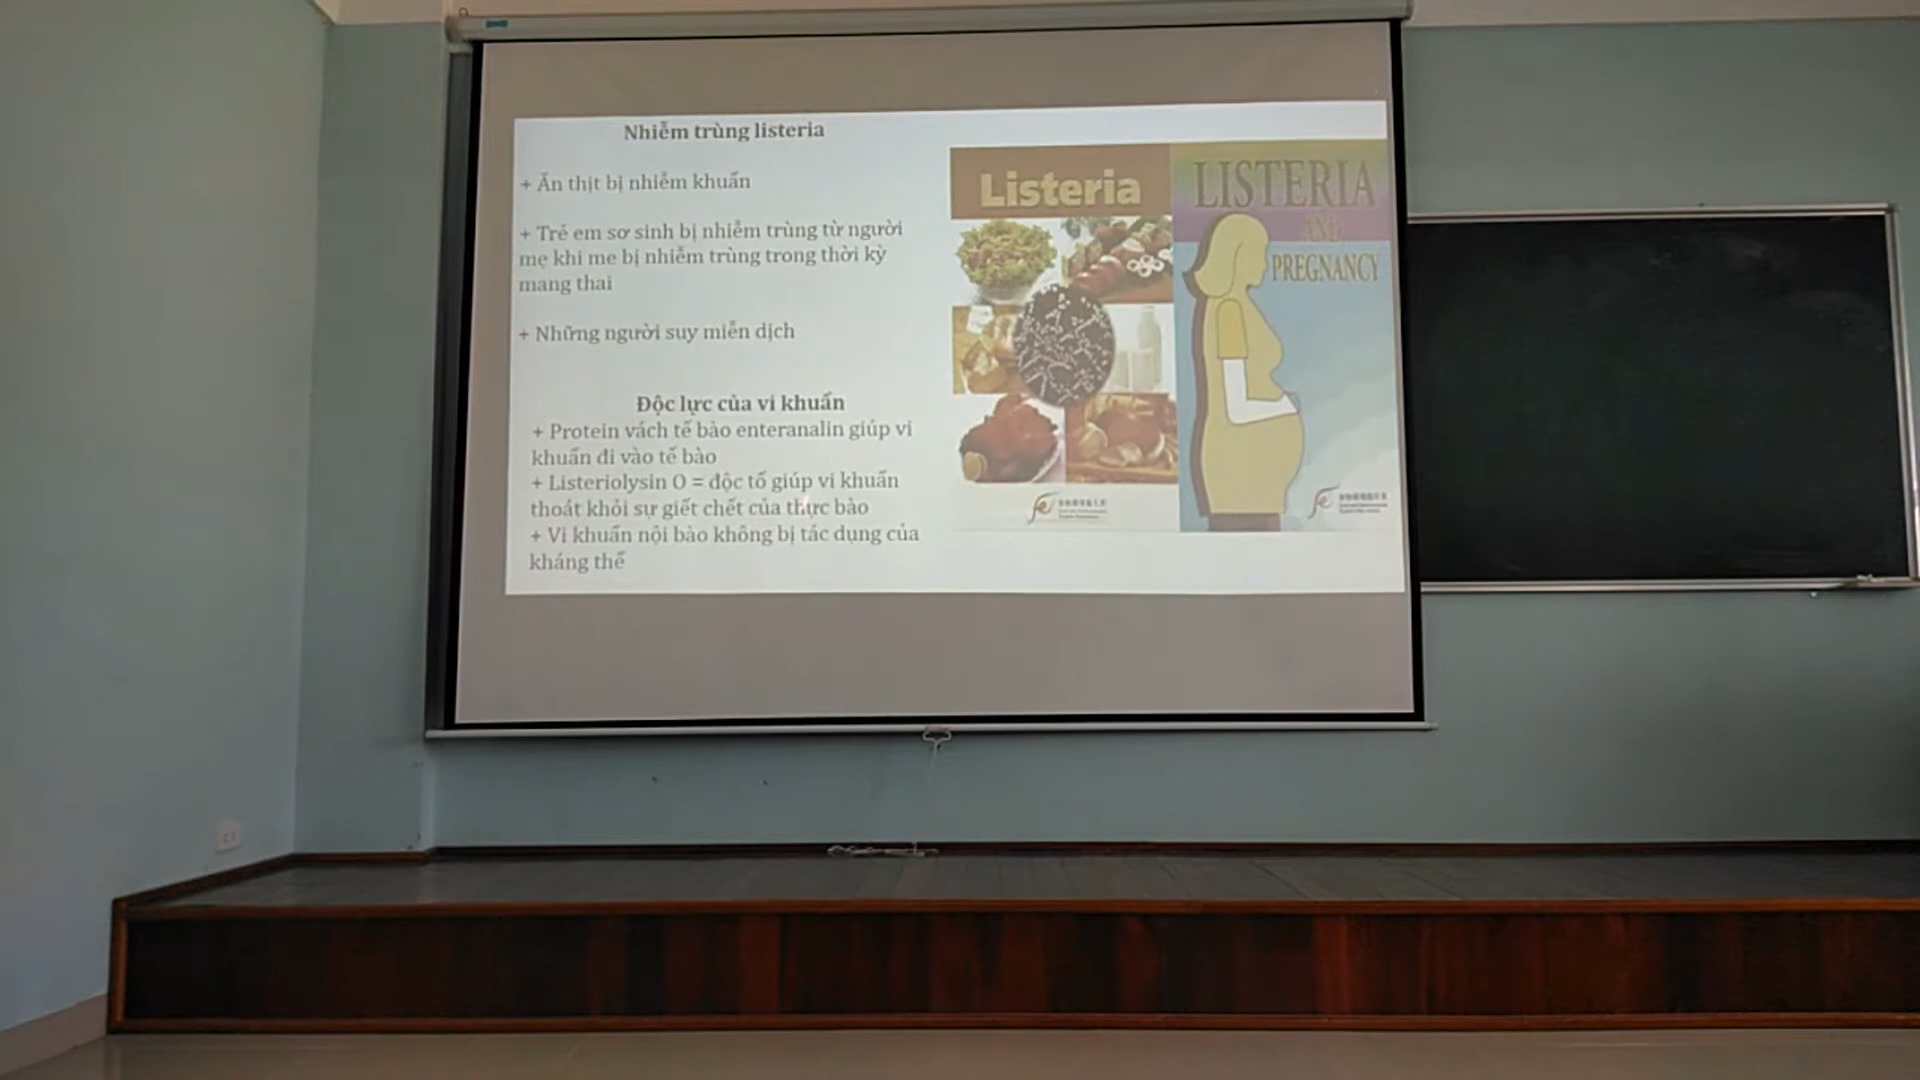 Nhiễm trùng listeria
+ Ăn thịt bị nhiễm khuẩn
+ Trẻ em sơ sinh bị nhiễm trùng từ người
mẹ khi me bị nhiễm trùng trong thời kỳ
mang thai
+ Những người suy miễn dịch
Độc lực của vi khuẩn
+ Protein vách tế bào enteranalin giúp vi
khuẩn đi vào tế bào
+ Listeriolysin O = độc tố giúp vi khuẩn
thoát khỏi sự giết chết của thực bào
+ Vi khuẩn nội bào không bị tác dụng của
kháng thể
Listeria
LISTERIA
AND
PREGNANCY